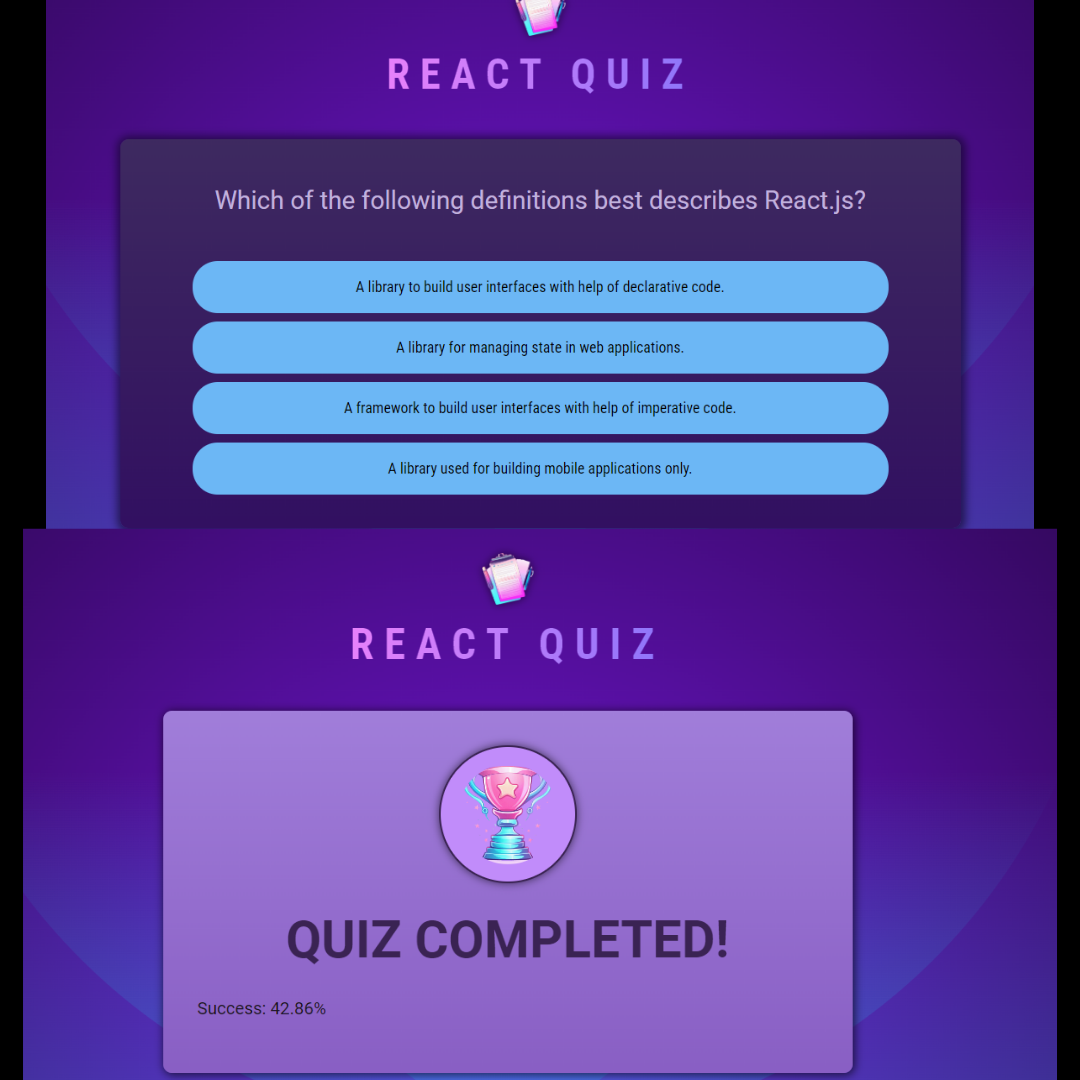 REACT QUIZ
Which of the following definitions best describes React.js?
A library to build user interfaces with help of declarative code.
A library for managing state in web applications.
A framework to build user interfaces with help of imperative code.
A library used for building mobile applications only.
REACT QUIZ
QUIZ COMPLETED!
Success: 42.86%